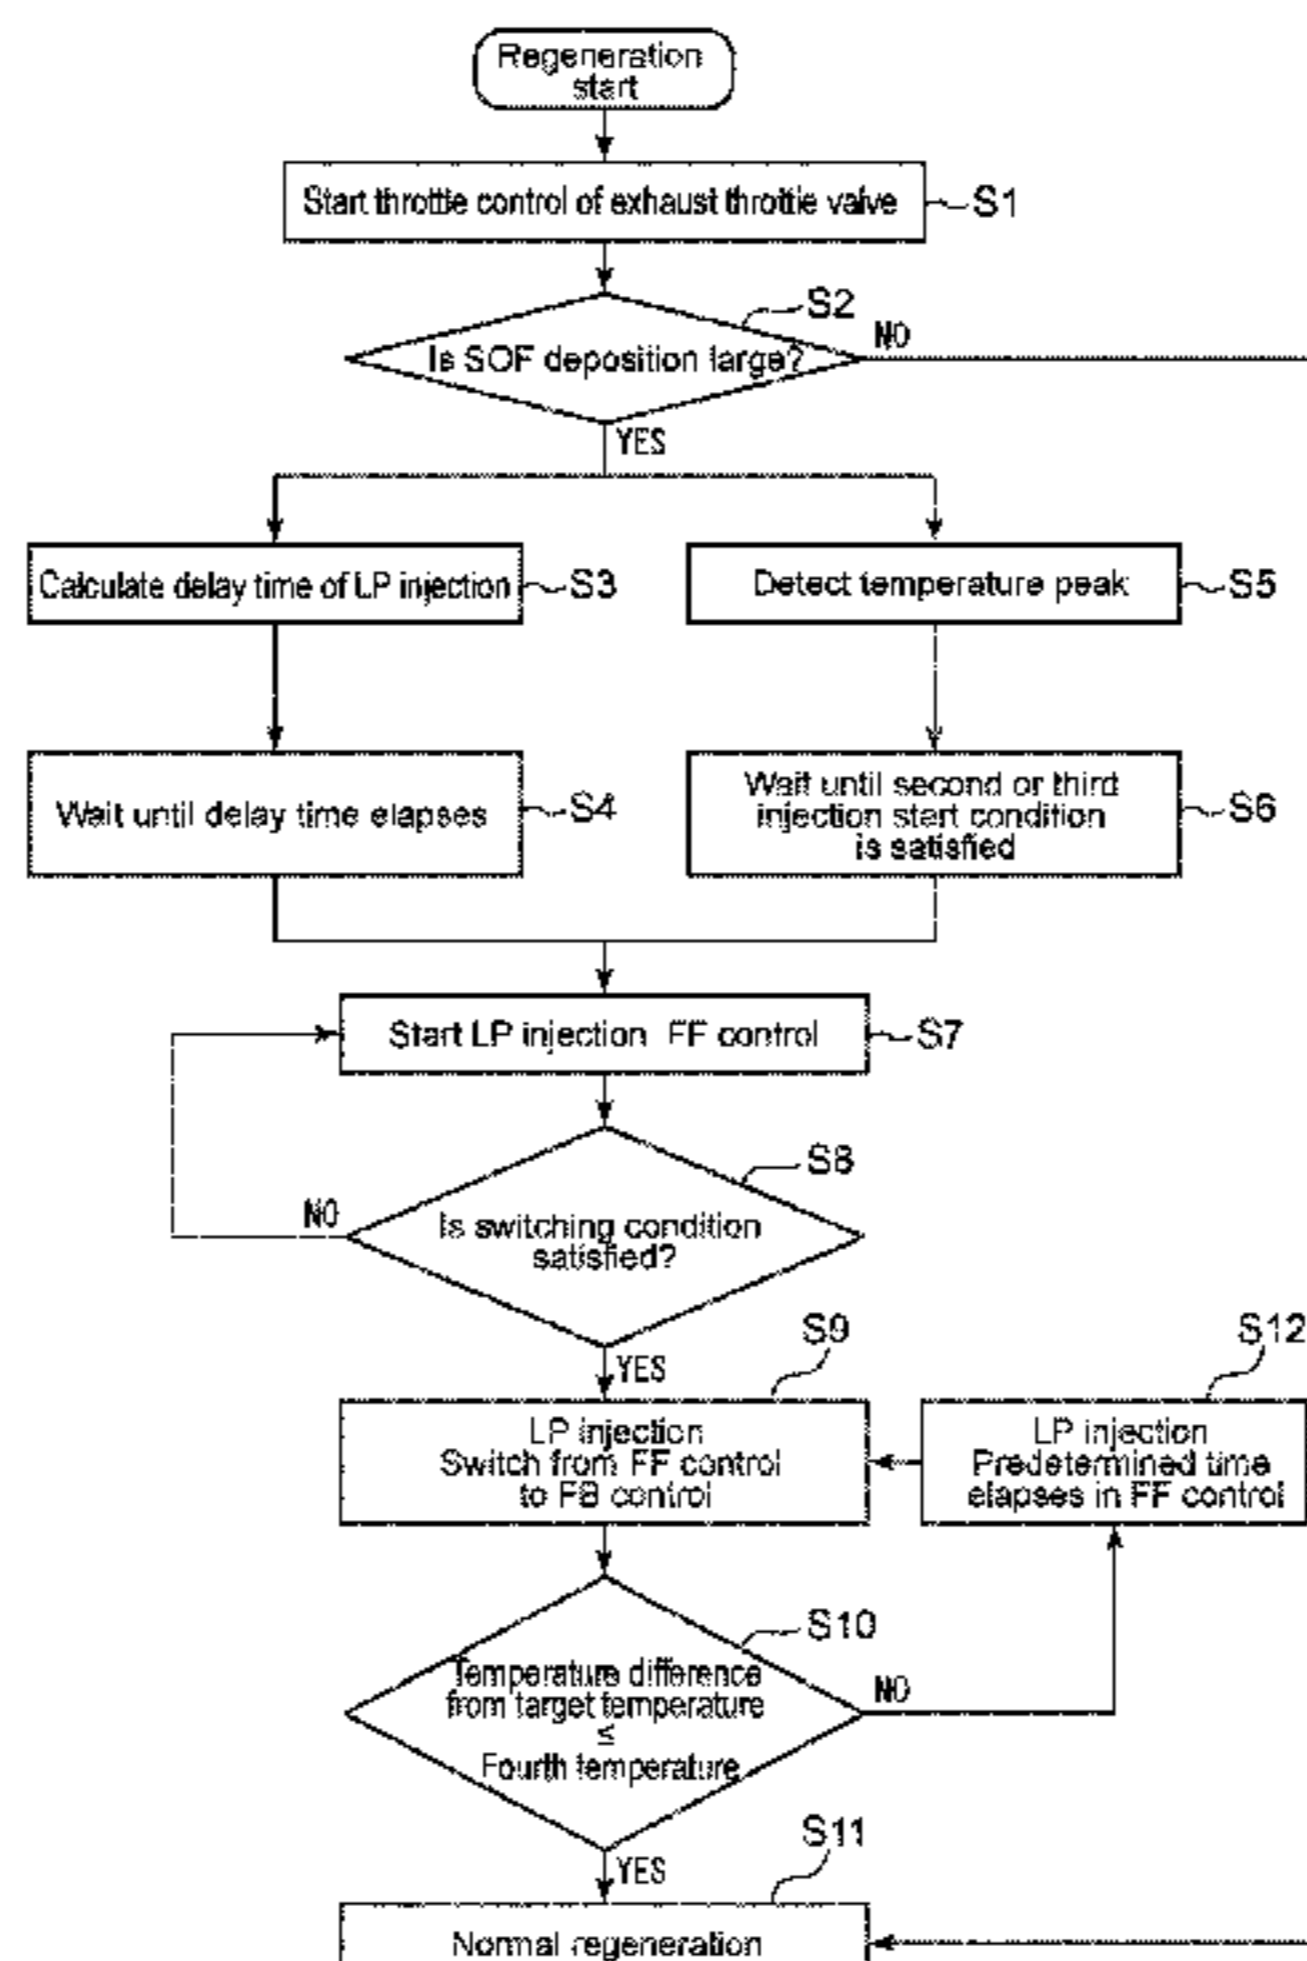 Regeneration
start
Start throttle control of exhaust throttle valve
S1
S2
Is SOF deposition large?
NO
YES
Calculate delay time of LP injection
S3
Detect temperature peak
S5
Wait until delay time elapses
S4
Wait until second or third
injection start condition
is satisfied
S6
Start LP injection FF control
S7
S8
Is switching condition
satisfied?
NO
YES
S9
LP injection
Switch from FF control
to FB control
S12
LP injection
Predetermined time
elapses in FF control
S10
Temperature difference
from target temperature
≤
Fourth temperature
NO
YES
S11
Normal regeneration